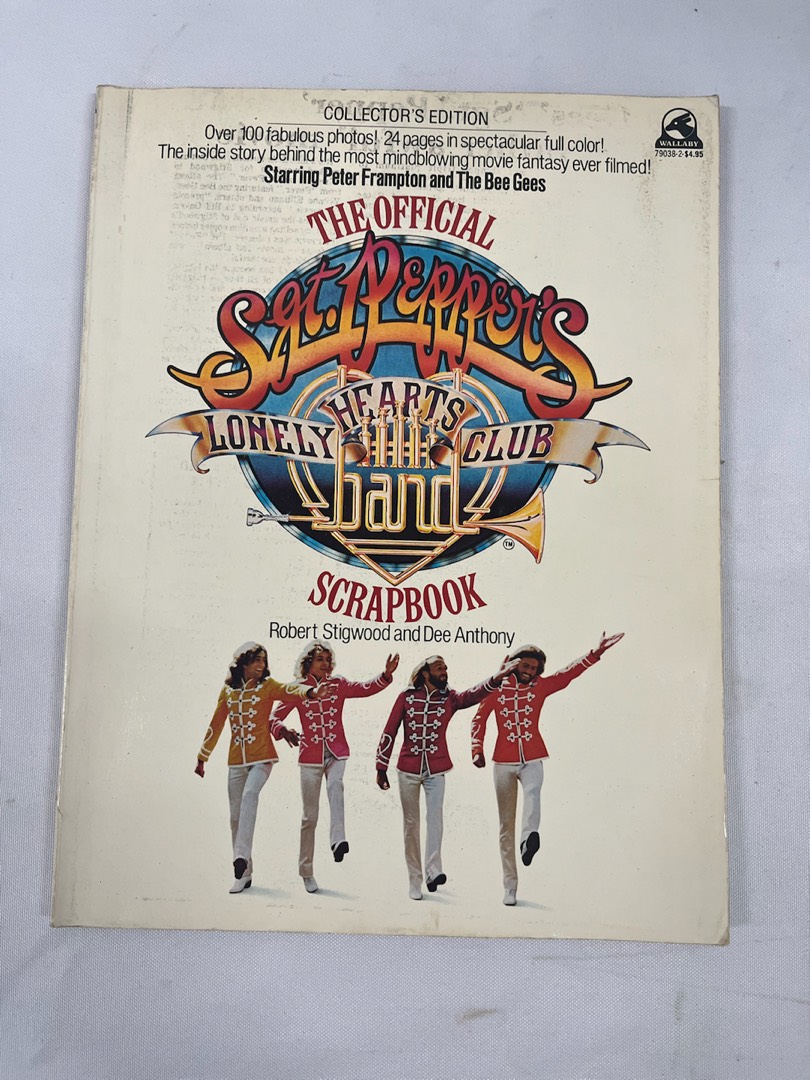 COLLECTOR'S EDITION
Over 100 fabulous photos! 24 pages in spectacular full color!
The inside story behind the most mindblowing movie fantasy ever filmed!
Starring Peter Frampton and The Bee Gees
WALLABY
79038-2-$4.95
THE OFFICIAL
Sgt. Pepper's
HEARTS
LONELY CLUB
band
TM
SCRAPBOOK
Robert Stigwood and Dee Anthony